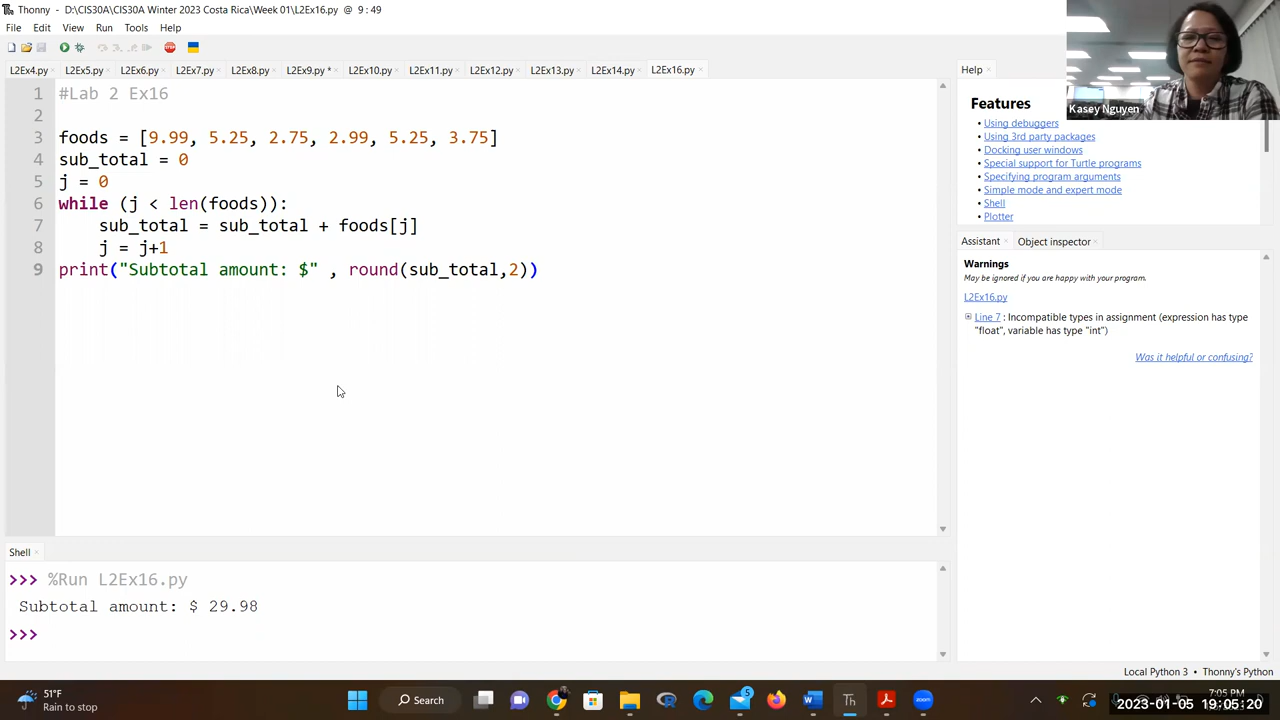 Thonny - D:\CIS30A\CIS30A Winter 2023 Costa Rica\Week 01\L2Ex16.py @ 9 : 49
File Edit View Run Tools Help
L2Ex4.py L2Ex5.py L2Ex6.py L2Ex7.py L2Ex8.py L2Ex9.py * L2Ex10.py L2Ex11.py L2Ex12.py L2Ex13.py L2Ex14.py L2Ex16.py
1 #Lab 2 Ex16
2
3 foods = [9.99, 5.25, 2.75, 2.99, 5.25, 3.75]
4 sub_total = 0
5 j = 0
6 while (j < len(foods)):
7 sub_total = sub_total + foods[j]
8 j = j+1
9 print("Subtotal amount: $" , round(sub_total,2))
Shell
>>> %Run L2Ex16.py
Subtotal amount: $ 29.98
>>>
Kasey Nguyen
Help
Features
• Using debuggers
• Using 3rd party packages
• Docking user windows
• Special support for Turtle programs
• Specifying program arguments
• Simple mode and expert mode
• Shell
• Plotter
Assistant Object inspector
Warnings
May be ignored if you are happy with your program.
L2Ex16.py
Line 7 : Incompatible types in assignment (expression has type
"float", variable has type "int")
Was it helpful or confusing?
Local Python 3 • Thonny's Python
51°F
Rain to stop
Search
5
zoom
7:05 PM
2023-01-05 19:05:20